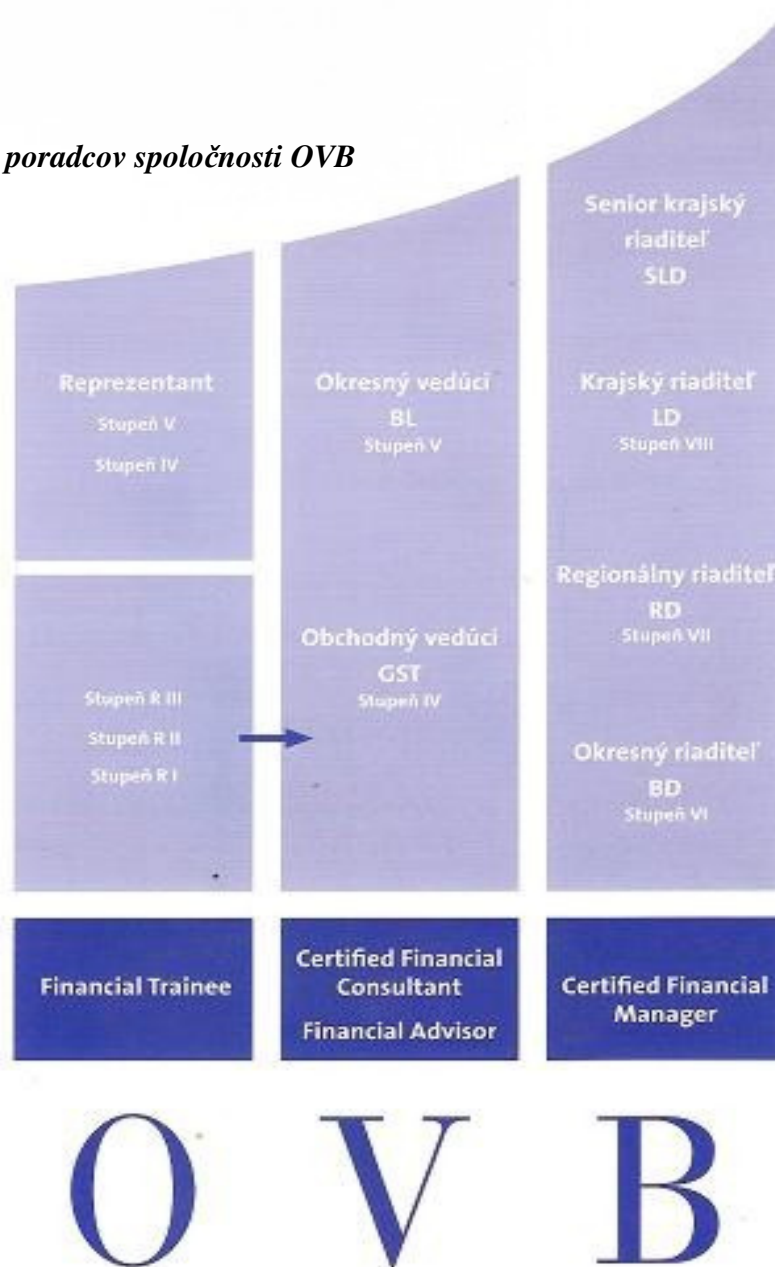 poradcov spoločnosti OVB
Reprezentant
Stupeň V
Stupeň IV
Stupeň R III
Stupeň R II
Stupeň R I
Financial Trainee
Okresný vedúci
BL
Stupeň V
Obchodný vedúci
GST
Stupeň IV
Certified Financial
Consultant
Financial Advisor
Senior krajský
riaditeľ
SLD
Krajský riaditeľ
LD
Stupeň VIII
Regionálny riaditeľ
RD
Stupeň VII
Okresný riaditeľ
BD
Stupeň VI
Certified Financial
Manager
O V B